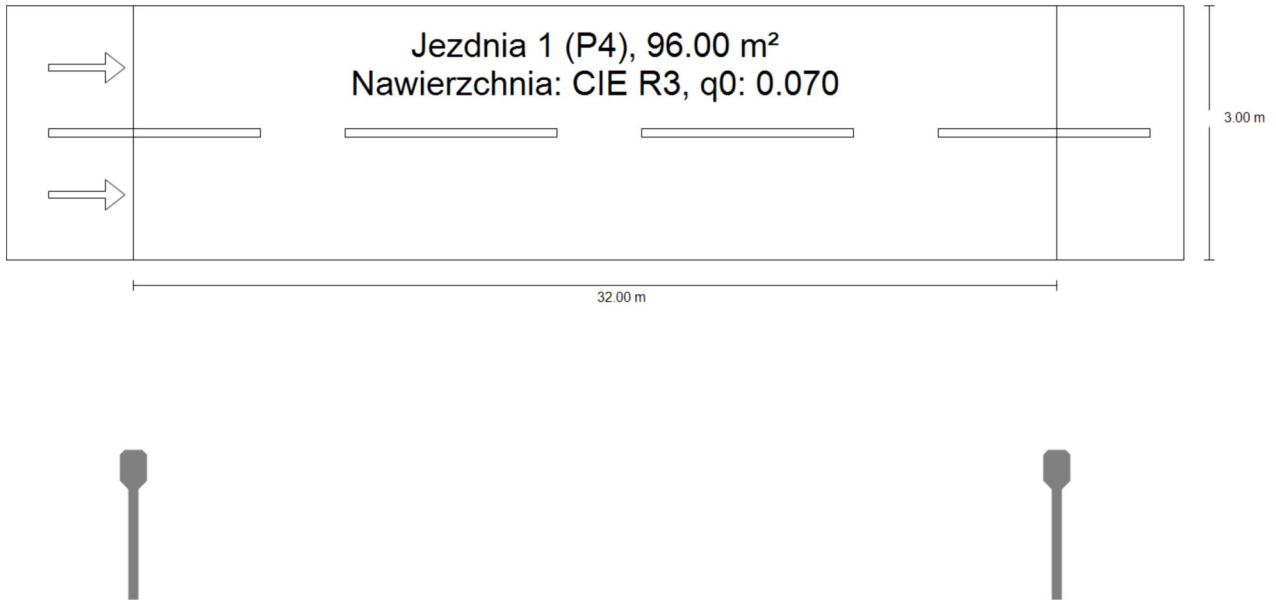 Jezdnia 1 (P4), 96.00 m²
Nawierzchnia: CIE R3, q0: 0.070
3.00 m
32.00 m